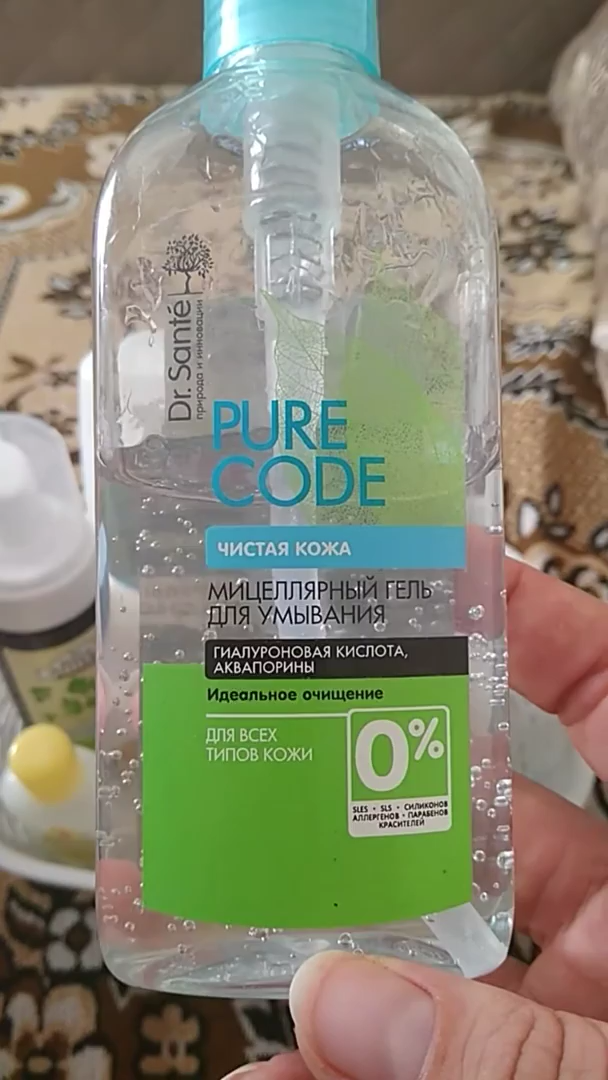 Dr. Santé
природа и инновации
PURE
CODE
ЧИСТАЯ КОЖА
МИЦЕЛЛЯРНЫЙ ГЕЛЬ
ДЛЯ УМЫВАНИЯ
ГИАЛУРОНОВАЯ КИСЛОТА,
АКВАПОРИНЫ
Идеальное очищение
ДЛЯ ВСЕХ
ТИПОВ КОЖИ
0%
SLES • SLS • СИЛИКОНОВ
АЛЛЕРГЕНОВ • ПАРАБЕНОВ
КРАСИТЕЛЕЙ